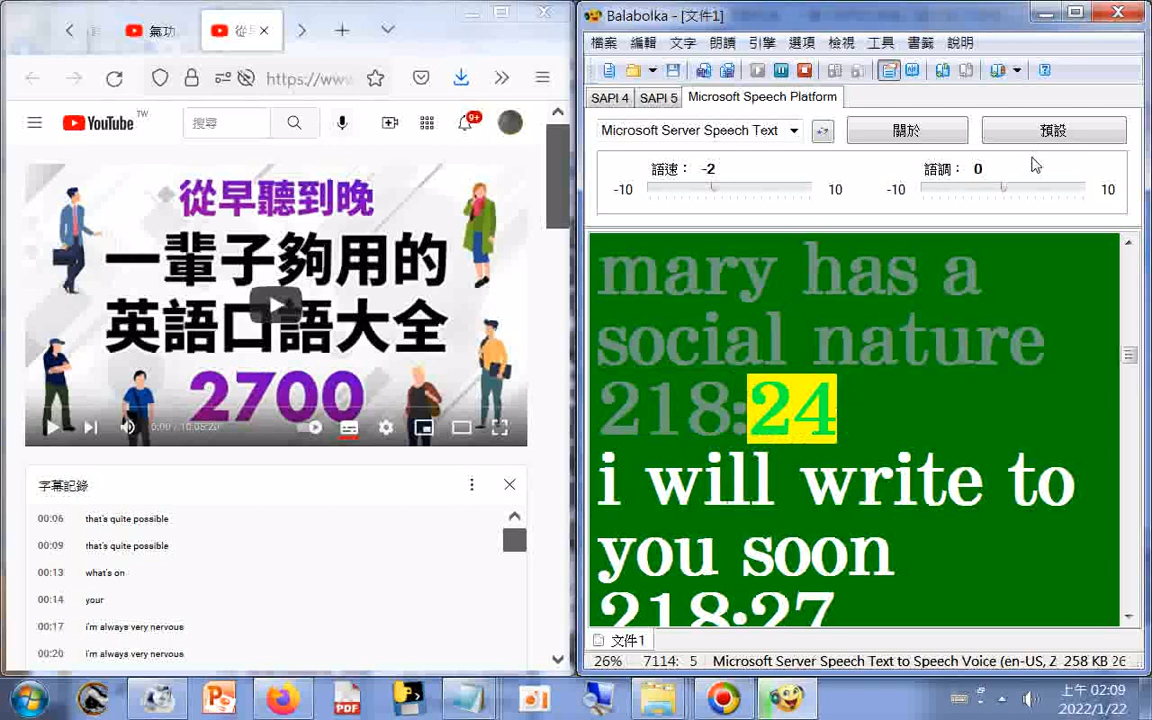 氣功
從
https://www
YouTube TW
搜尋
9+
從早聽到晚
一輩子夠用的
英語口語大全
2700
0:00 / 10:05:20
字幕記錄
00:06 that's quite possible
00:09 that's quite possible
00:13 what's on
00:14 your
00:17 i'm always very nervous
00:20 i'm always very nervous
Balabolka - [文件1]
檔案 編輯 文字 朗讀 引擎 選項 檢視 工具 書籤 說明
SAPI 4 SAPI 5 Microsoft Speech Platform
Microsoft Server Speech Text 關於 預設
語速： -2 語調： 0
-10 10 -10 10
mary has a
social nature
218:24
i will write to
you soon
218:27
文件1
26% 7114: 5 Microsoft Server Speech Text to Speech Voice (en-US, Z 258 KB 26
上午 02:09
2022/1/22